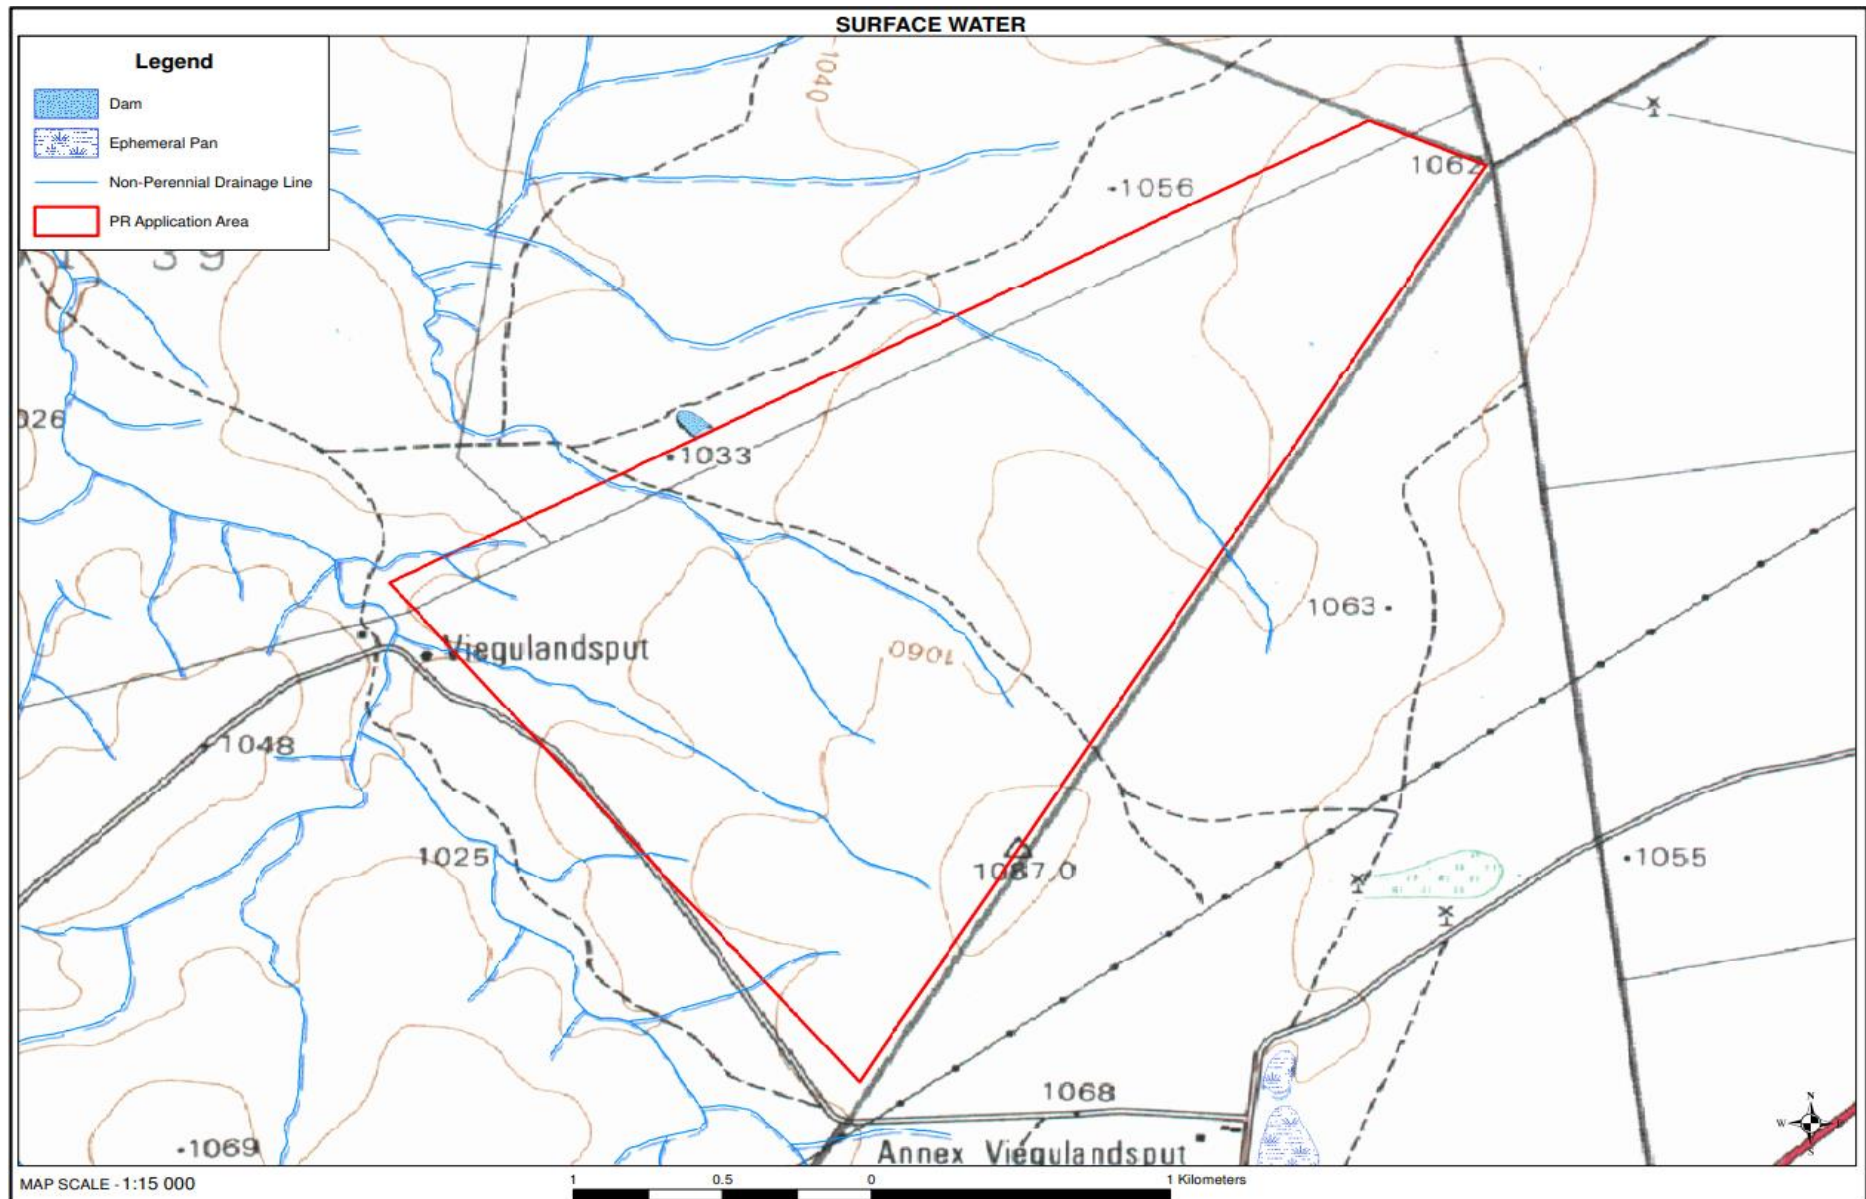 SURFACE WATER
Legend
Dam
Ephemeral Pan
Non-Perennial Drainage Line
PR Application Area
1040
1062
1056
39
026
1033
1063
Viegulandsput
1060
1048
1025
1087.0
1055
1068
1069
Annex Viegulandsput
N
W
S
MAP SCALE - 1:15 000
1 0.5 0 1 Kilometers